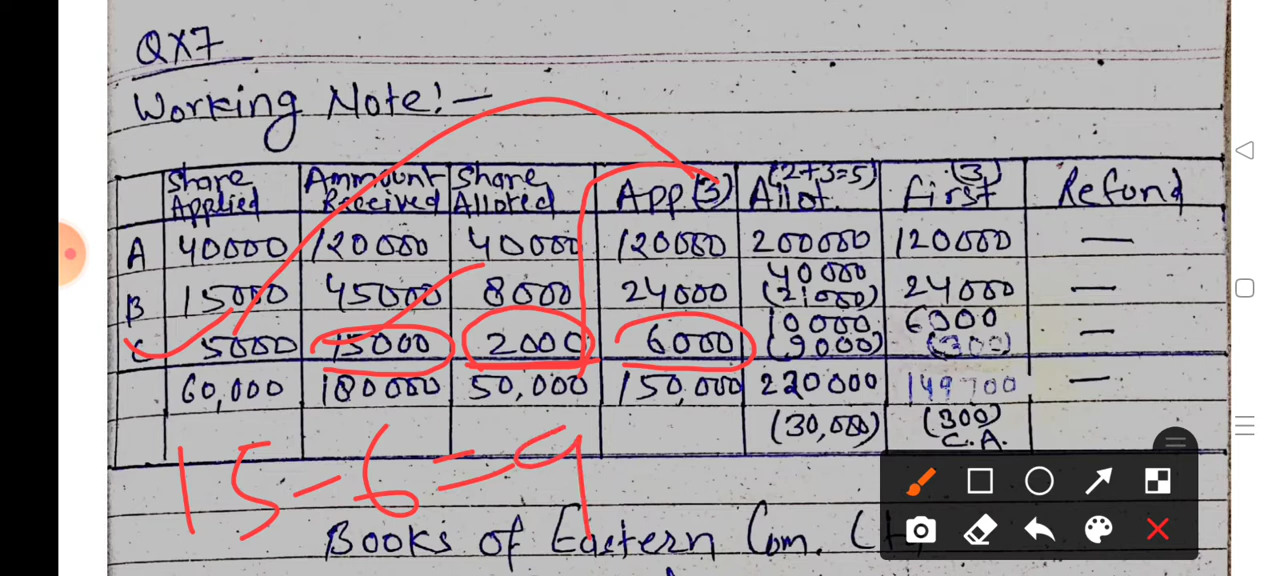 QX7
Working Note:-
Share Applied | Ammount Received | Share Alloted | App (3) | (2+3=5) Allot. | (3) First | Refund
A | 40000 | 120000 | 40000 | 120000 | 200000 | 120000 | —
B | 15000 | 45000 | 8000 | 24000 | 40000 (21000) | 24000 | —
C | 5000 | 15000 | 2000 | 6000 | 10000 (9000) | 6000 (300) | —
60,000 | 180000 | 50,000 | 150,000 | 220000 | 149700 | —
(30,000) | (300) C.A.
15-6=9
Books of Eastern Com.